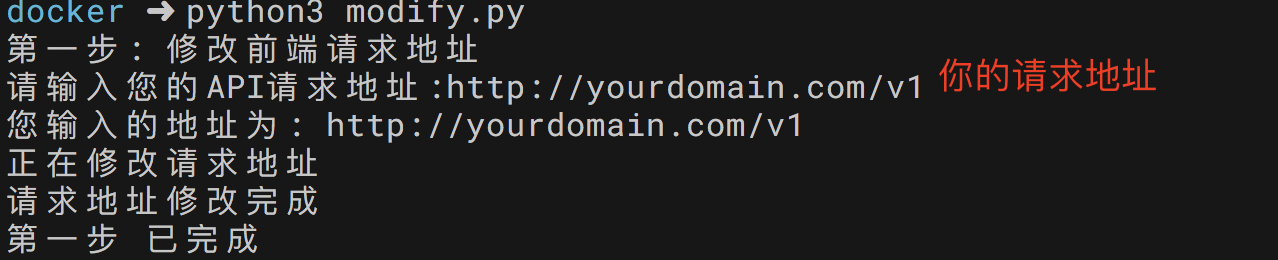 docker ➜ python3 modify.py
第一步：修改前端请求地址
请输入您的API请求地址:http://yourdomain.com/v1 你的请求地址
您输入的地址为：http://yourdomain.com/v1
正在修改请求地址
请求地址修改完成
第一步 已完成